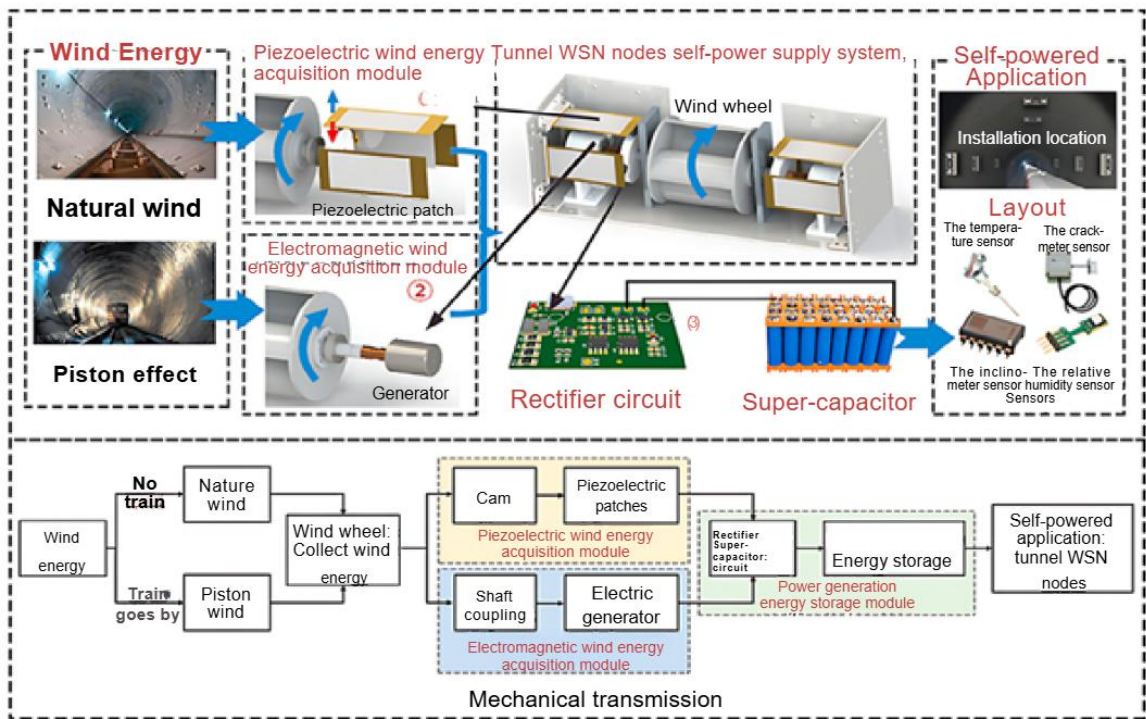 Wind Energy
Natural wind
Piston effect
Piezoelectric wind energy Tunnel WSN nodes self-power supply system,
acquisition module
Piezoelectric patch
Electromagnetic wind
energy acquisition module
②
Generator
Wind wheel
③
Rectifier circuit
Super-capacitor
Self-powered
Application
Installation location
Layout
The tempera-
ture sensor
The crack-
meter sensor
The inclino- The relative
meter sensor humidity sensor
Sensors
Wind
energy
No
train
Train
goes by
Nature
wind
Piston
wind
Wind wheel:
Collect wind
energy
Cam
Piezoelectric
patches
Piezoelectric wind energy
acquisition module
Shaft
coupling
Electric
generator
Electromagnetic wind energy
acquisition module
Rectifier
Super-
capacitor:
circuit
Energy storage
Power generation
energy storage module
Self-powered
application:
tunnel WSN
nodes
Mechanical transmission